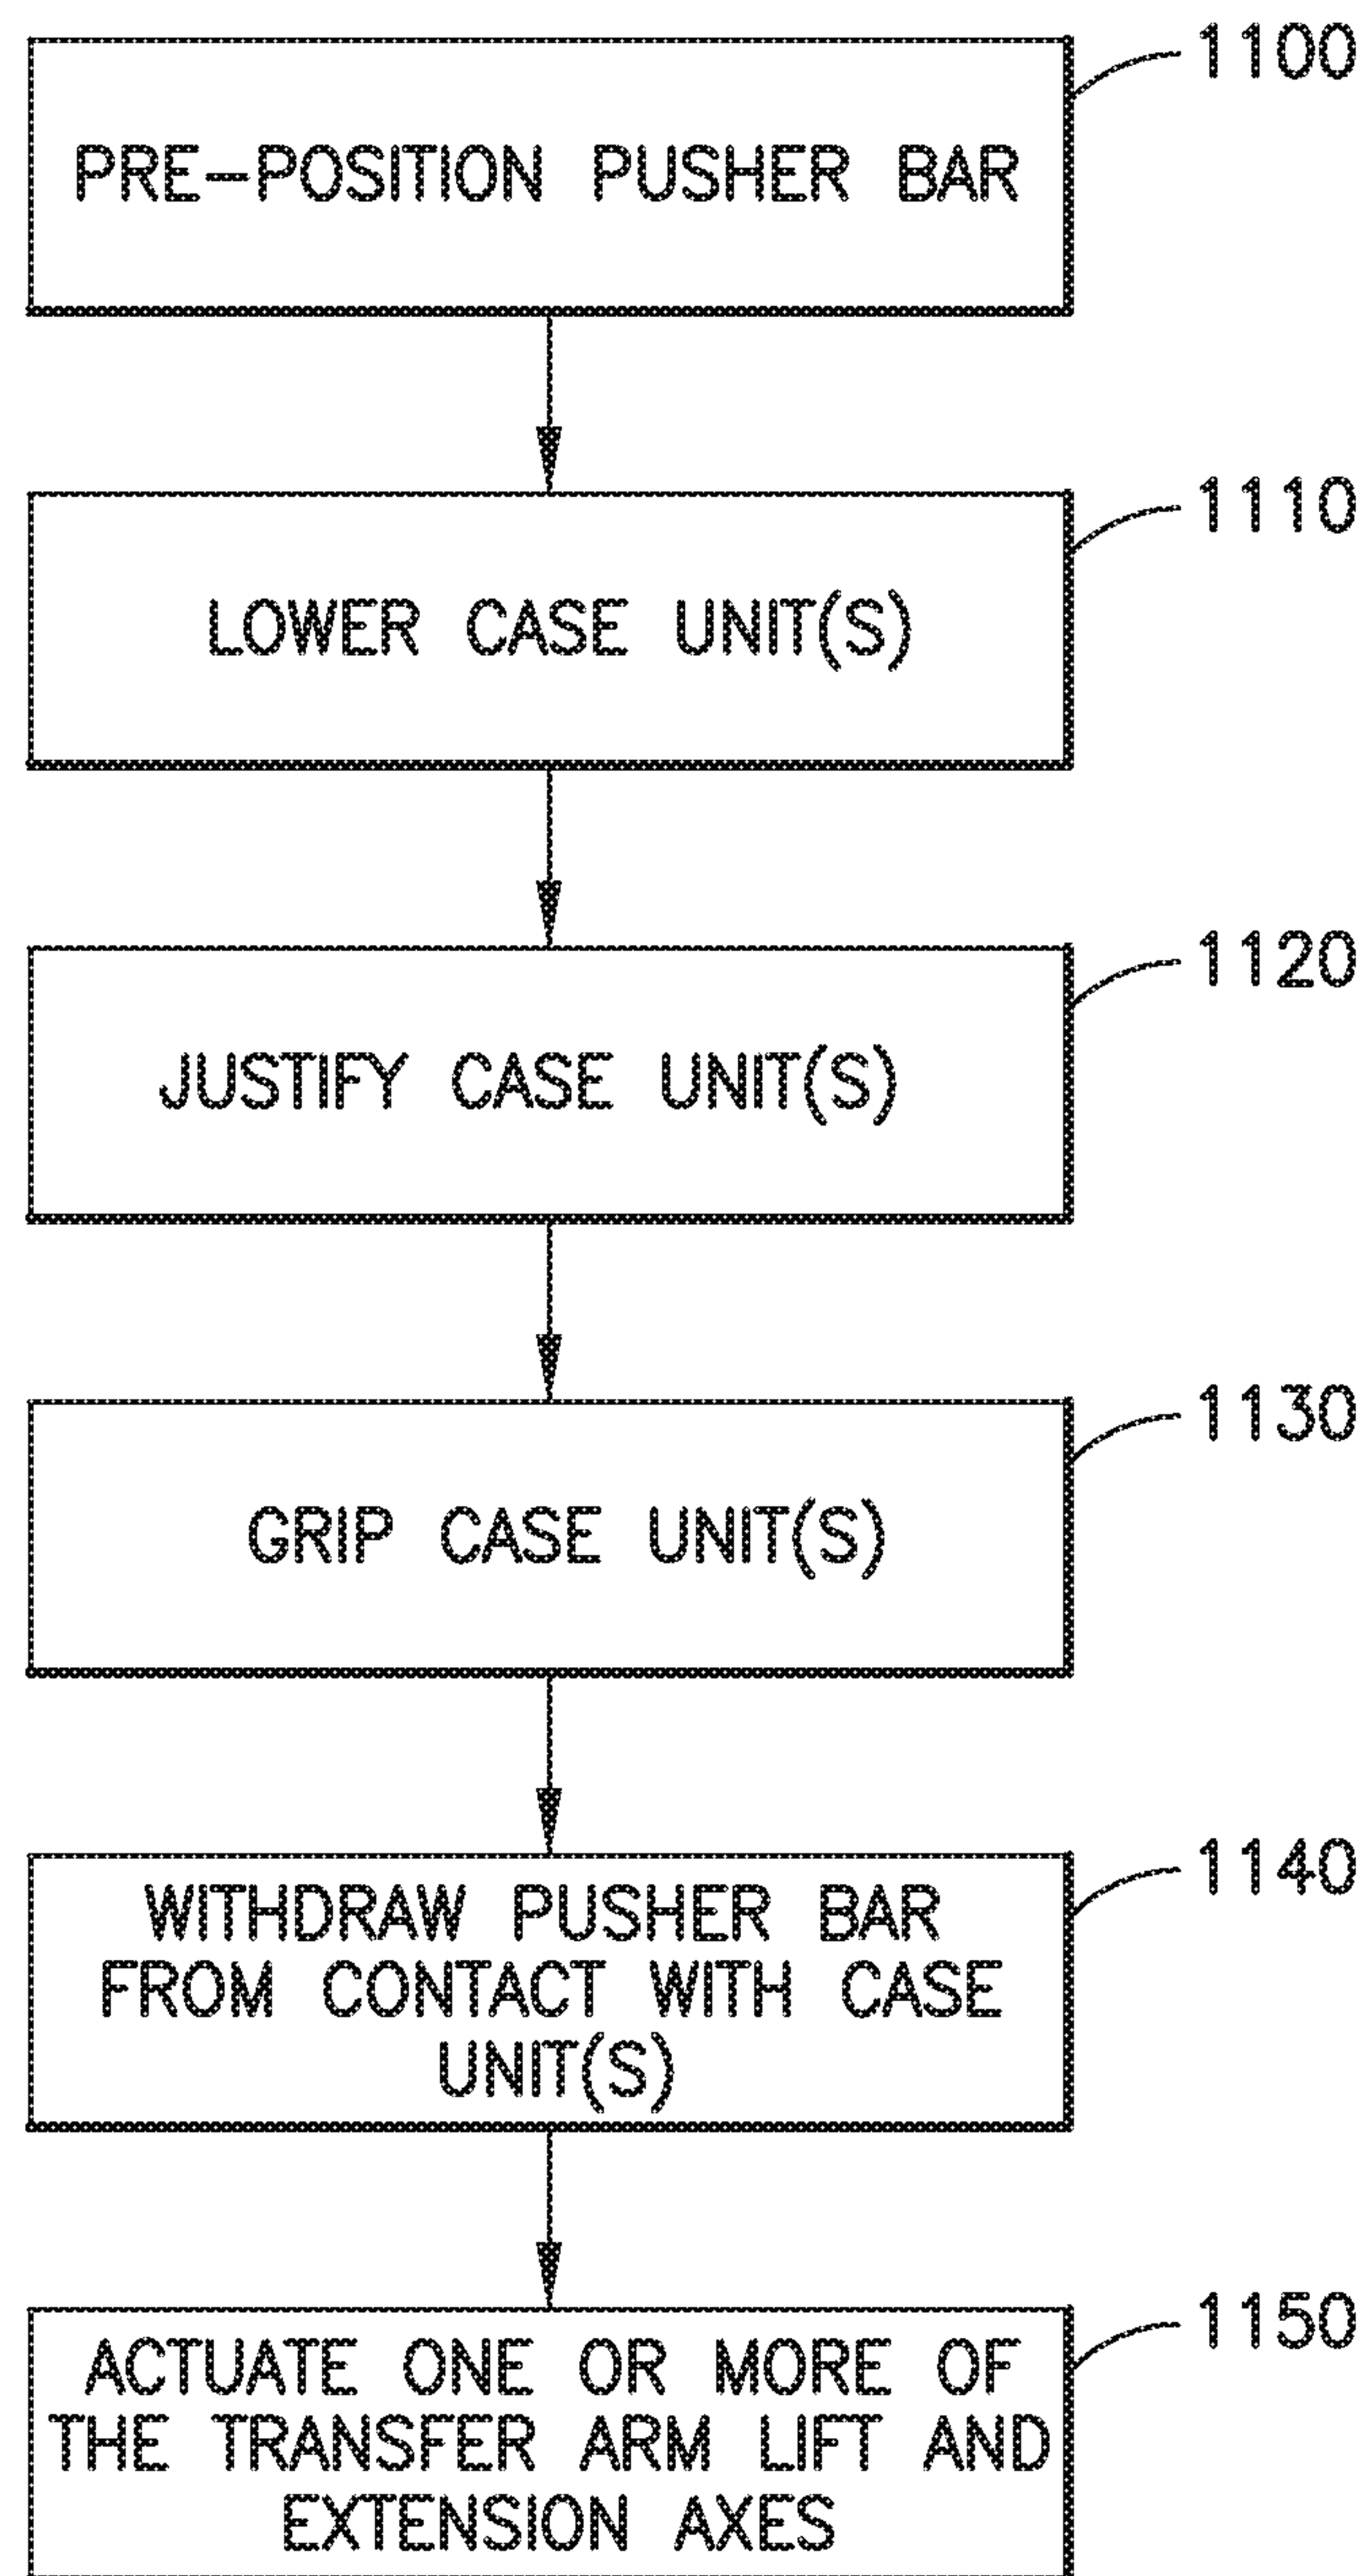 1100
PRE-POSITION PUSHER BAR
1110
LOWER CASE UNIT(S)
1120
JUSTIFY CASE UNIT(S)
1130
GRIP CASE UNIT(S)
1140
WITHDRAW PUSHER BAR
FROM CONTACT WITH CASE
UNIT(S)
1150
ACTUATE ONE OR MORE OF
THE TRANSFER ARM LIFT AND
EXTENSION AXES